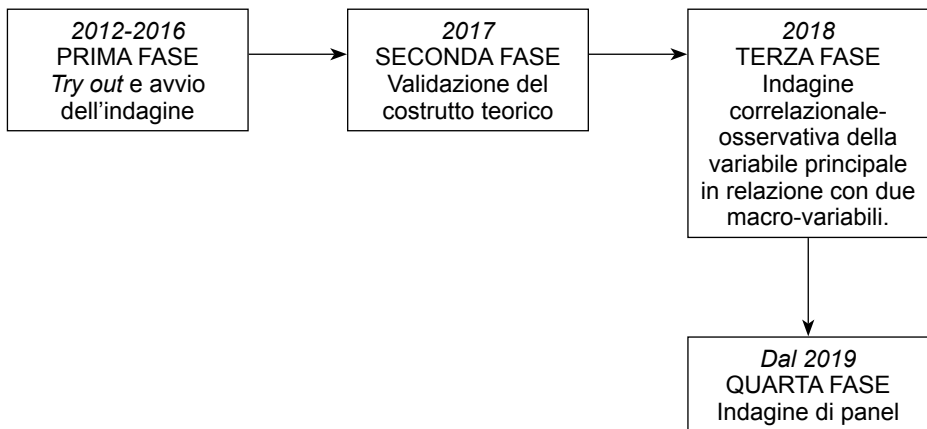 2012-2016
PRIMA FASE
Try out e avvio
dell’indagine
2017
SECONDA FASE
Validazione del
costrutto teorico
2018
TERZA FASE
Indagine
correlazionale-
osservativa della
variabile principale
in relazione con due
macro-variabili.
Dal 2019
QUARTA FASE
Indagine di panel